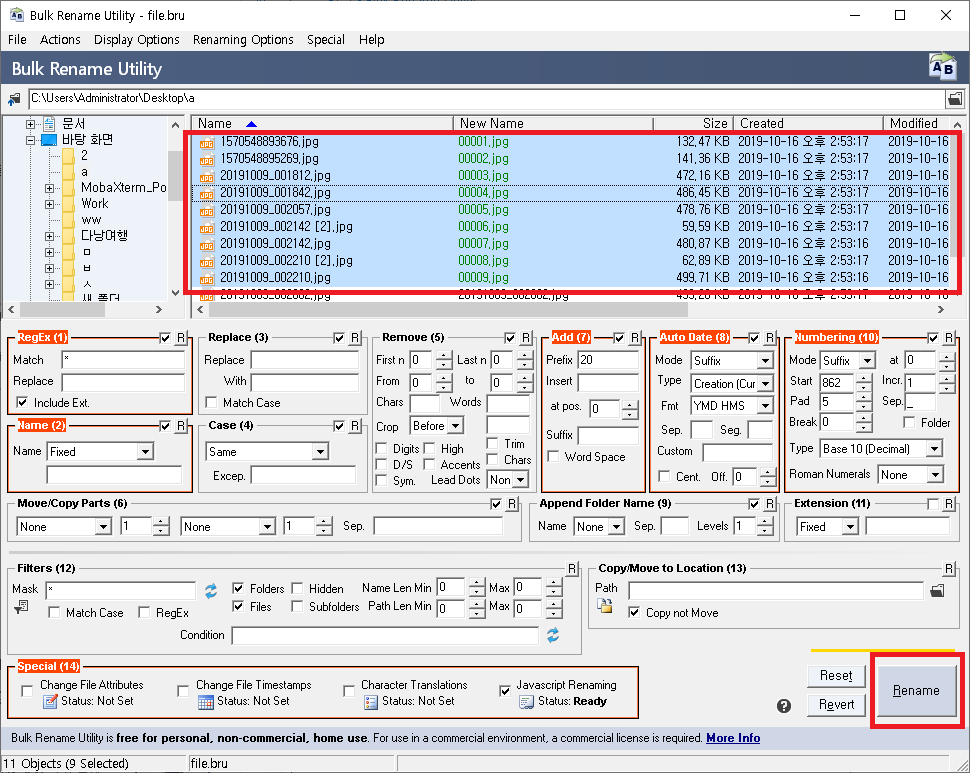 Bulk Rename Utility - file.bru
File Actions Display Options Renaming Options Special Help
Bulk Rename Utility
C:\Users\Administrator\Desktop\a
문서
바탕 화면
2
a
MobaXterm_Po
Work
ww
다낭여행
ㅁ
ㅂ
ㅅ
새 폴더
Name New Name Size Created Modified
1570548893676.jpg 00001.jpg 132,47 KB 2019-10-16 오후 2:53:17 2019-10-16
1570548895269.jpg 00002.jpg 141,36 KB 2019-10-16 오후 2:53:17 2019-10-16
20191009_001812.jpg 00003.jpg 472,16 KB 2019-10-16 오후 2:53:17 2019-10-16
20191009_001842.jpg 00004.jpg 486,45 KB 2019-10-16 오후 2:53:17 2019-10-16
20191009_002057.jpg 00005.jpg 478,76 KB 2019-10-16 오후 2:53:17 2019-10-16
20191009_002142 [2].jpg 00006.jpg 59,59 KB 2019-10-16 오후 2:53:17 2019-10-16
20191009_002142.jpg 00007.jpg 480,87 KB 2019-10-16 오후 2:53:16 2019-10-16
20191009_002210 [2].jpg 00008.jpg 62,89 KB 2019-10-16 오후 2:53:17 2019-10-16
20191009_002210.jpg 00009.jpg 499,71 KB 2019-10-16 오후 2:53:16 2019-10-16
RegEx (1) R
Match *
Replace
Include Ext.
Name (2) R
Name Fixed
Replace (3) R
Replace
With
Match Case
Case (4) R
Same
Excep.
Remove (5) R
First n 0 Last n 0
From 0 to 0
Chars Words
Crop Before
Digits High Trim
D/S Accents Chars
Sym. Lead Dots Non
Add (7) R
Prefix 20
Insert
at pos. 0
Suffix
Word Space
Auto Date (8) R
Mode Suffix
Type Creation (Cur
Fmt YMD HMS
Sep. Seg.
Custom
Cent. Off. 0
Numbering (10) R
Mode Suffix at 0
Start 862 Incr. 1
Pad 5 Sep. _
Break 0 Folder
Type Base 10 (Decimal)
Roman Numerals None
Move/Copy Parts (6) R
None 1 None 1 Sep.
Append Folder Name (9) R
Name None Sep. Levels 1
Extension (11) R
Fixed
Filters (12) R
Mask * Folders Hidden Name Len Min 0 Max 0
Match Case RegEx Files Subfolders Path Len Min 0 Max 0
Condition
Copy/Move to Location (13) R
Path
Copy not Move
Special (14)
Change File Attributes
Status: Not Set
Change File Timestamps
Status: Not Set
Character Translations
Status: Not Set
Javascript Renaming
Status: Ready
Reset
Revert
Rename
Bulk Rename Utility is free for personal, non-commercial, home use. For use in a commercial environment, a commercial license is required. More Info
11 Objects (9 Selected) file.bru